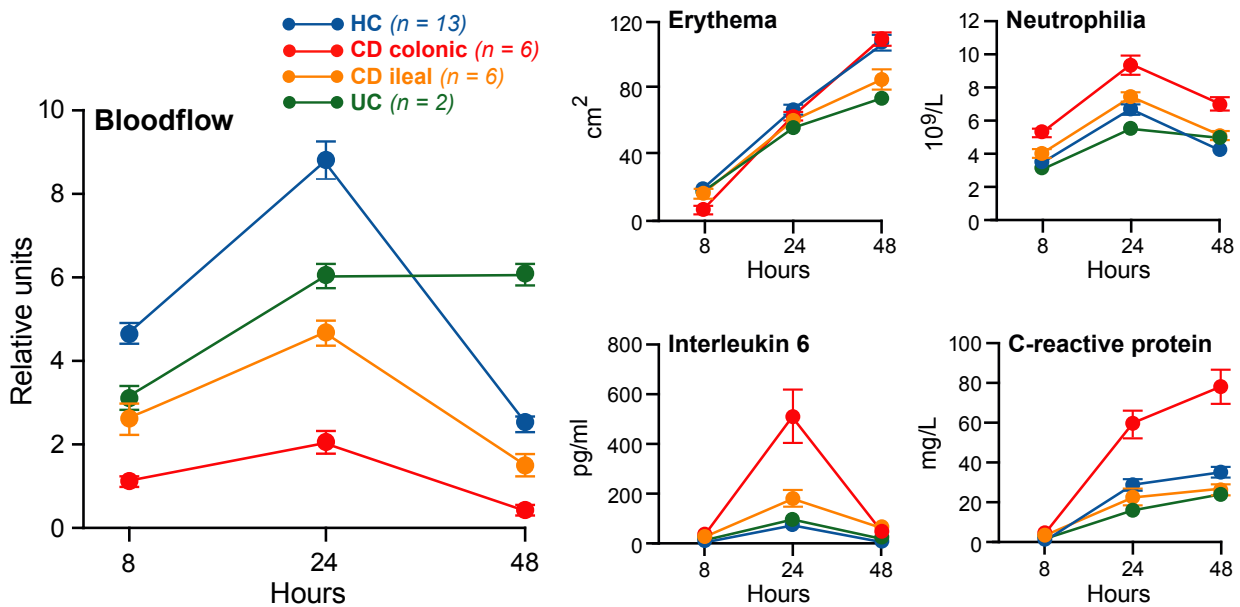 HC (n = 13)
CD colonic (n = 6)
CD ileal (n = 6)
UC (n = 2)
Bloodflow
Relative units
10
8
6
4
2
0
8 24 48
Hours
Erythema
cm²
120
80
40
0
8 24 48
Hours
Neutrophilia
10⁹/L
12
10
8
6
4
2
0
8 24 48
Hours
Interleukin 6
pg/ml
800
600
400
200
0
8 24 48
Hours
C-reactive protein
mg/L
100
80
60
40
20
0
8 24 48
Hours